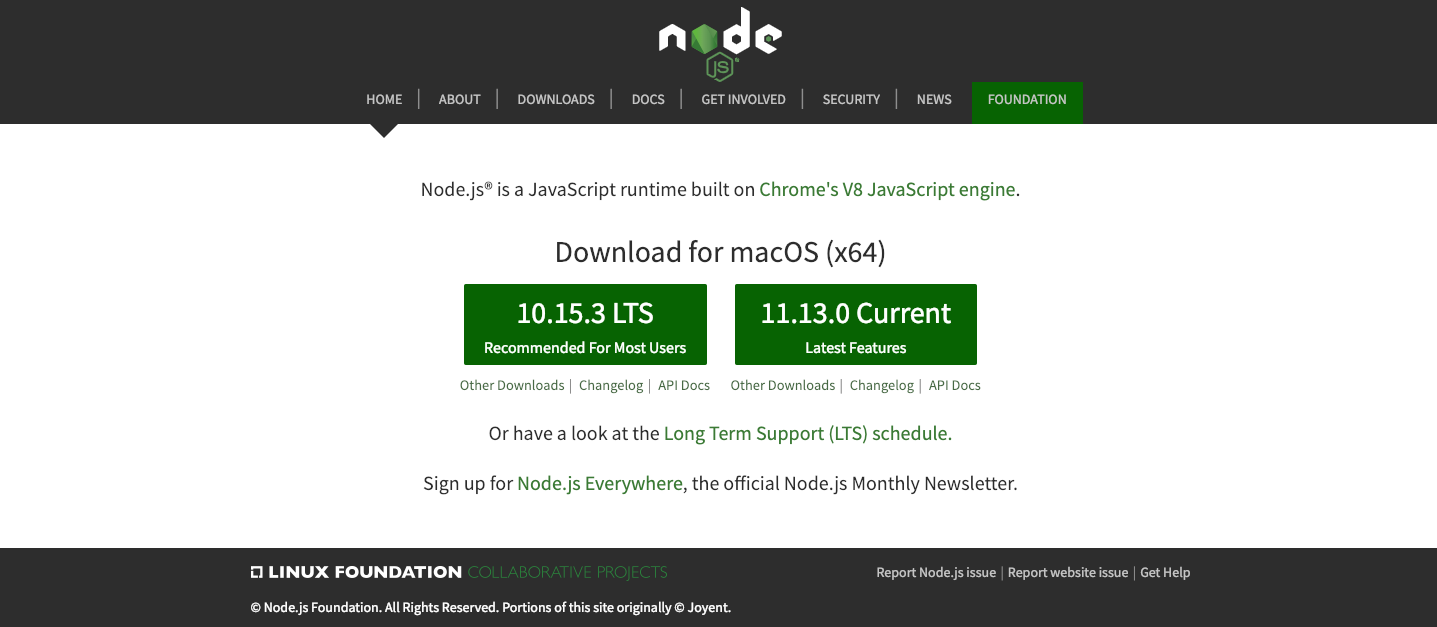 node
JS
HOME | ABOUT | DOWNLOADS | DOCS | GET INVOLVED | SECURITY | NEWS FOUNDATION
Node.js® is a JavaScript runtime built on Chrome's V8 JavaScript engine.
Download for macOS (x64)
10.15.3 LTS
Recommended For Most Users
11.13.0 Current
Latest Features
Other Downloads | Changelog | API Docs
Other Downloads | Changelog | API Docs
Or have a look at the Long Term Support (LTS) schedule.
Sign up for Node.js Everywhere, the official Node.js Monthly Newsletter.
LINUX FOUNDATION COLLABORATIVE PROJECTS
Report Node.js issue | Report website issue | Get Help
© Node.js Foundation. All Rights Reserved. Portions of this site originally © Joyent.